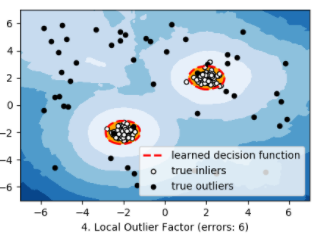 6
4
2
0
−2
−4
−6
learned decision function
true inliers
true outliers
−6 −4 −2 0 2 4 6
4. Local Outlier Factor (errors: 6)